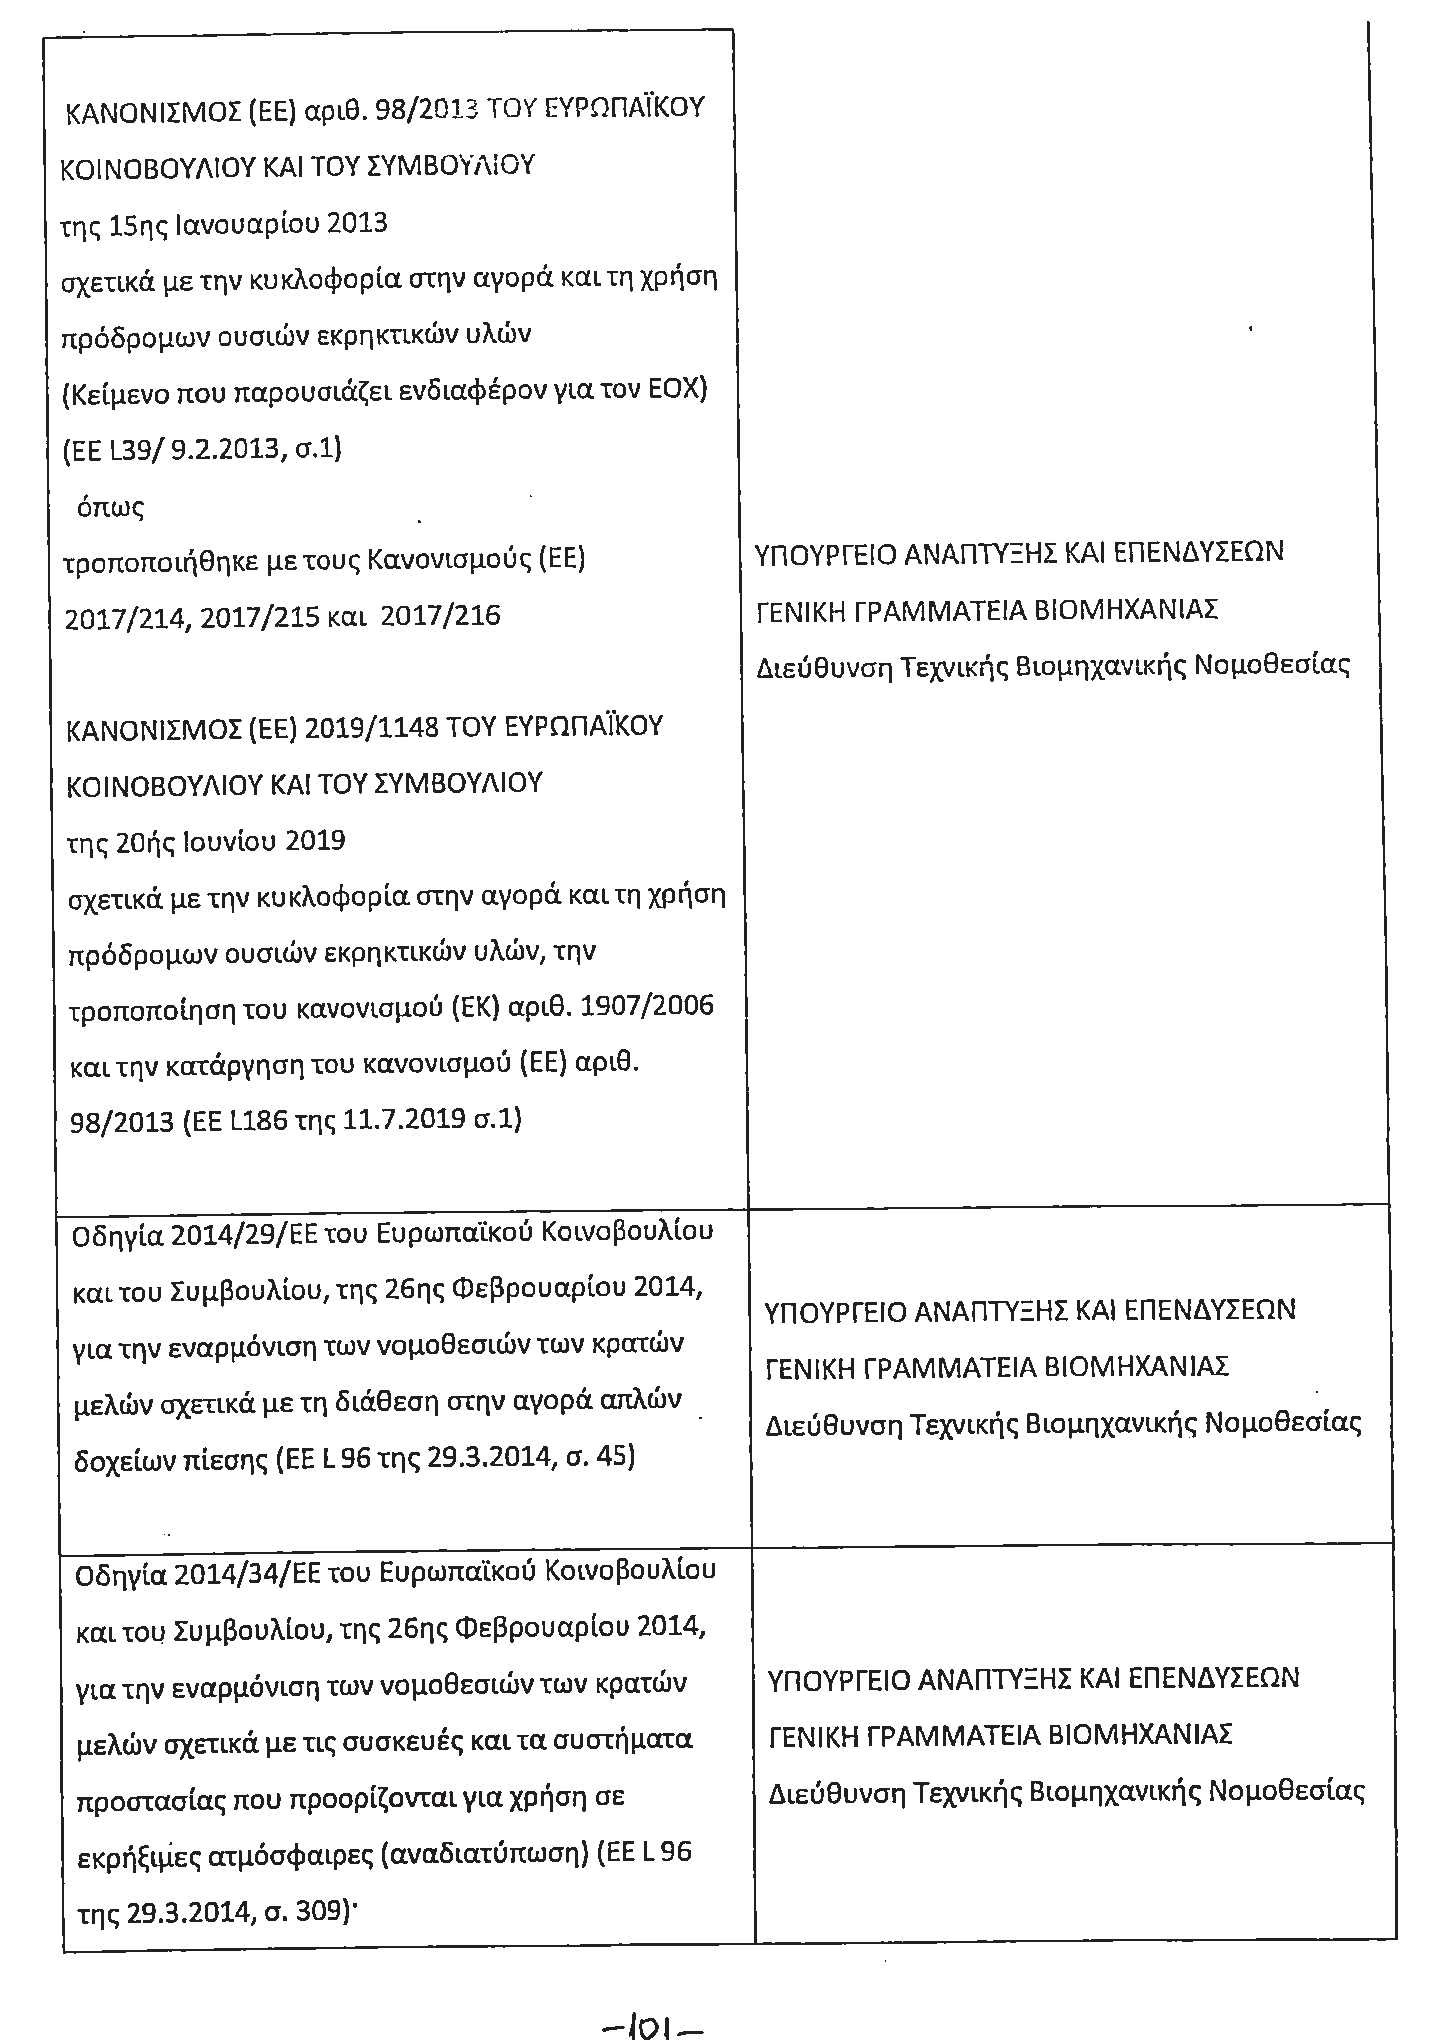 ΚΑΝΟΝΙΣΜΟΣ (ΕΕ) αριθ. 98/2013 ΤΟΥ ΕΥΡΩΠΑΪΚΟΥ
ΚΟΙΝΟΒΟΥΛΙΟΥ ΚΑΙ ΤΟΥ ΣΥΜΒΟΥΛΙΟΥ
της 15ης Ιανουαρίου 2013
σχετικά με την κυκλοφορία στην αγορά και τη χρήση
πρόδρομων ουσιών εκρηκτικών υλών
(Κείμενο που παρουσιάζει ενδιαφέρον για τον ΕΟΧ)
(ΕΕ L39/ 9.2.2013, σ.1)
όπως
τροποποιήθηκε με τους Κανονισμούς (ΕΕ)
2017/214, 2017/215 και 2017/216
ΚΑΝΟΝΙΣΜΟΣ (ΕΕ) 2019/1148 ΤΟΥ ΕΥΡΩΠΑΪΚΟΥ
ΚΟΙΝΟΒΟΥΛΙΟΥ ΚΑΙ ΤΟΥ ΣΥΜΒΟΥΛΙΟΥ
της 20ής Ιουνίου 2019
σχετικά με την κυκλοφορία στην αγορά και τη χρήση
πρόδρομων ουσιών εκρηκτικών υλών, την
τροποποίηση του κανονισμού (ΕΚ) αριθ. 1907/2006
και την κατάργηση του κανονισμού (ΕΕ) αριθ.
98/2013 (ΕΕ L186 της 11.7.2019 σ.1)
ΥΠΟΥΡΓΕΙΟ ΑΝΑΠΤΥΞΗΣ ΚΑΙ ΕΠΕΝΔΥΣΕΩΝ
ΓΕΝΙΚΗ ΓΡΑΜΜΑΤΕΙΑ ΒΙΟΜΗΧΑΝΙΑΣ
Διεύθυνση Τεχνικής Βιομηχανικής Νομοθεσίας
Οδηγία 2014/29/ΕΕ του Ευρωπαϊκού Κοινοβουλίου
και του Συμβουλίου, της 26ης Φεβρουαρίου 2014,
για την εναρμόνιση των νομοθεσιών των κρατών
μελών σχετικά με τη διάθεση στην αγορά απλών
δοχείων πίεσης (ΕΕ L 96 της 29.3.2014, σ. 45)
ΥΠΟΥΡΓΕΙΟ ΑΝΑΠΤΥΞΗΣ ΚΑΙ ΕΠΕΝΔΥΣΕΩΝ
ΓΕΝΙΚΗ ΓΡΑΜΜΑΤΕΙΑ ΒΙΟΜΗΧΑΝΙΑΣ
Διεύθυνση Τεχνικής Βιομηχανικής Νομοθεσίας
Οδηγία 2014/34/ΕΕ του Ευρωπαϊκού Κοινοβουλίου
και του Συμβουλίου, της 26ης Φεβρουαρίου 2014,
για την εναρμόνιση των νομοθεσιών των κρατών
μελών σχετικά με τις συσκευές και τα συστήματα
προστασίας που προορίζονται για χρήση σε
εκρήξιμες ατμόσφαιρες (αναδιατύπωση) (ΕΕ L 96
της 29.3.2014, σ. 309)·
ΥΠΟΥΡΓΕΙΟ ΑΝΑΠΤΥΞΗΣ ΚΑΙ ΕΠΕΝΔΥΣΕΩΝ
ΓΕΝΙΚΗ ΓΡΑΜΜΑΤΕΙΑ ΒΙΟΜΗΧΑΝΙΑΣ
Διεύθυνση Τεχνικής Βιομηχανικής Νομοθεσίας
-101-